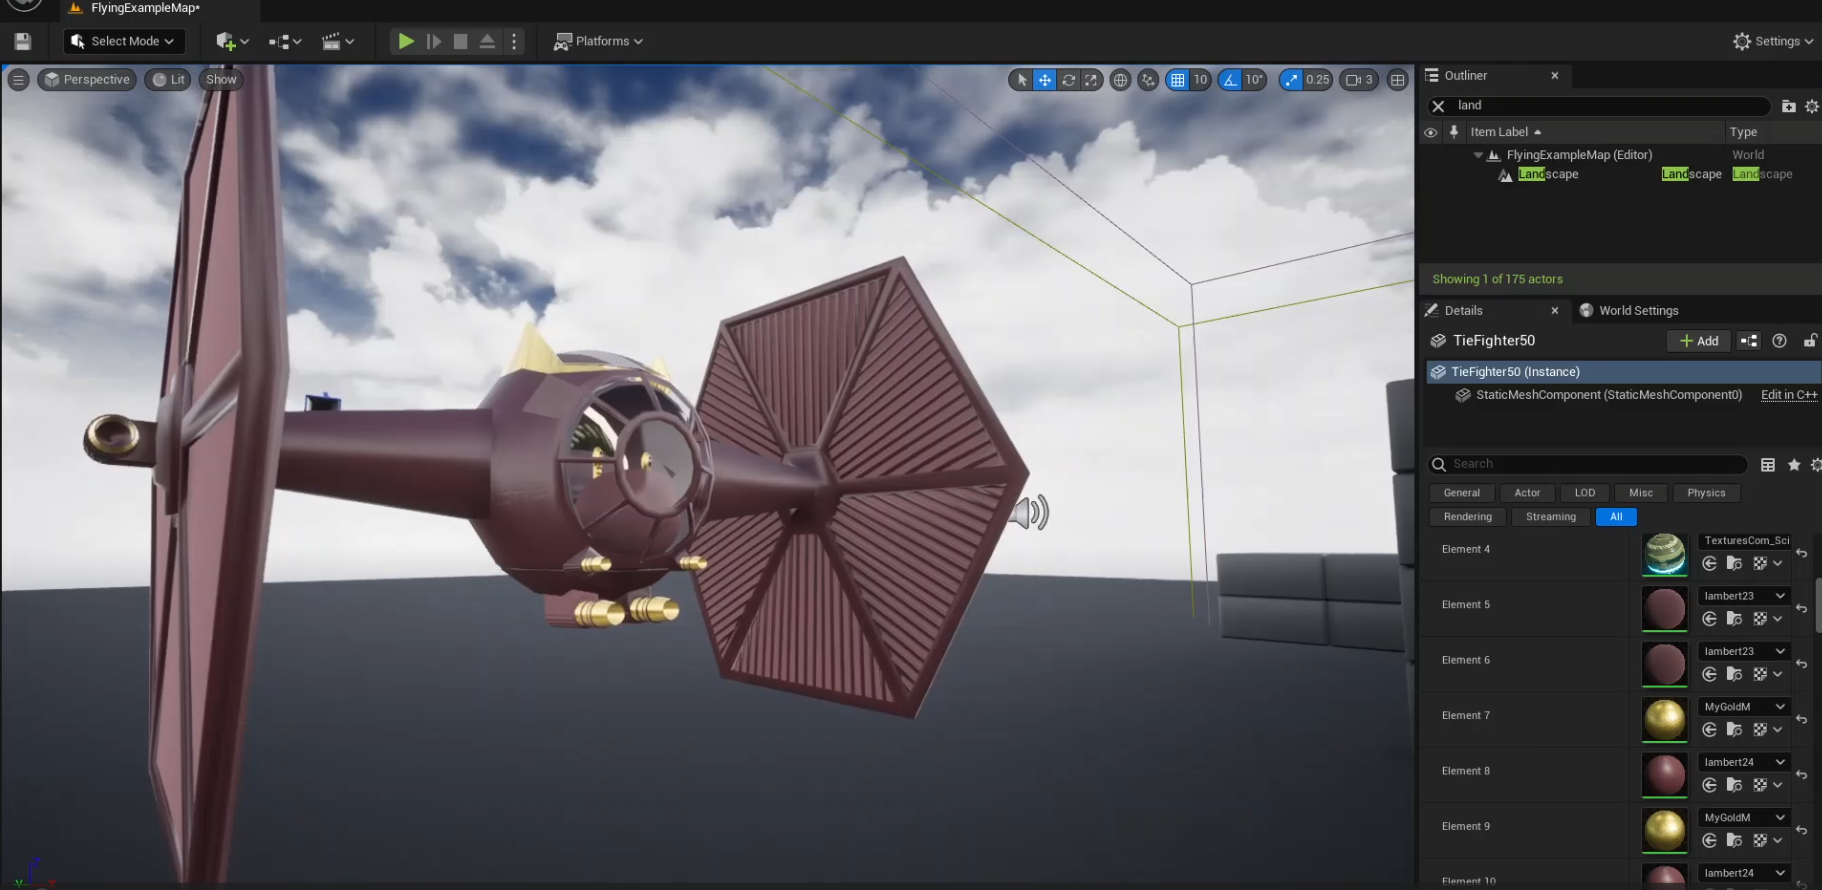 FlyingExampleMap*
Select Mode
Platforms
Settings
Perspective
Lit
Show
10
10°
0.25
3
Outliner
land
Item Label
Type
FlyingExampleMap (Editor)
World
Landscape
Landscape
Landscape
Showing 1 of 175 actors
Details
World Settings
TieFighter50
Add
TieFighter50 (Instance)
StaticMeshComponent (StaticMeshComponent0)
Edit in C++
Search
General
Actor
LOD
Misc
Physics
Rendering
Streaming
All
Element 4
TexturesCom_Sci
Element 5
lambert23
Element 6
lambert23
Element 7
MyGoldM
Element 8
lambert24
Element 9
MyGoldM
Element 10
lambert24